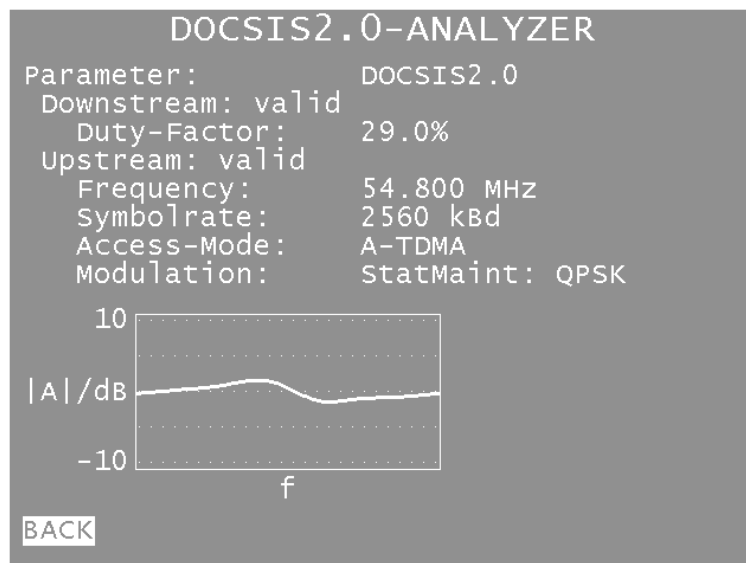 DOCSIS2.0-ANALYZER
Parameter: DOCSIS2.0
Downstream: valid
Duty-Factor: 29.0%
Upstream: valid
Frequency: 54.800 MHz
Symbolrate: 2560 kBd
Access-Mode: A-TDMA
Modulation: StatMaint: QPSK
10
|A|/dB
-10
f
BACK